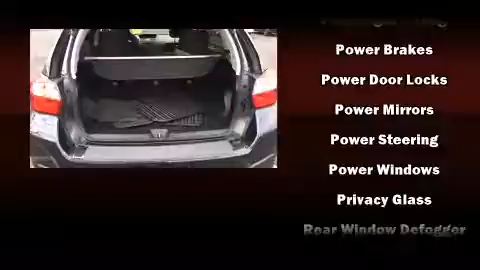 Power Brakes
Power Door Locks
Power Mirrors
Power Steering
Power Windows
Privacy Glass
Rear Window Defogger